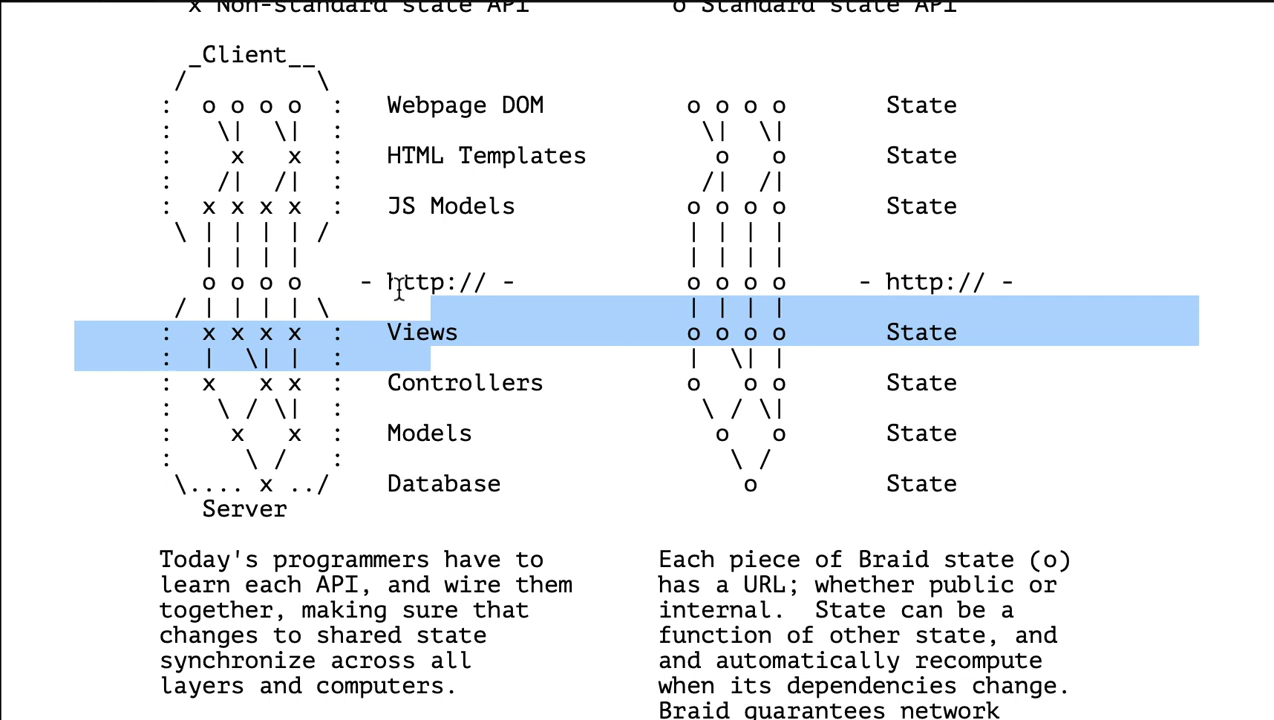 x Non-standard state API                    o Standard state API

    _Client__
   /         \
  :  o o o o  :   Webpage DOM          o o o o       State
  :   \|  \|  :                         \|  \|
  :    x   x  :   HTML Templates         o   o       State
  :   /|  /|  :                         /|  /|
  :  x x x x  :   JS Models            o o o o       State
   \ | | | | /                         | | | |
     | | | |                           | | | |
     o o o o    - http:// -            o o o o     - http:// -
   / | | | | \                         | | | |
  :  x x x x  :   Views                o o o o       State
  :  |  \| |  :                        |  \| |
  :  x   x x  :   Controllers          o   o o       State
  :   \ / \|  :                         \ / \|
  :    x   x  :   Models                 o   o       State
  :     \ /   :                           \ /
   \.... x ../    Database                 o         State
     Server

Today's programmers have to        Each piece of Braid state (o)
learn each API, and wire them      has a URL; whether public or
together, making sure that         internal.  State can be a
changes to shared state            function of other state, and
synchronize across all             and automatically recompute
layers and computers.              when its dependencies change.
                                   Braid guarantees network